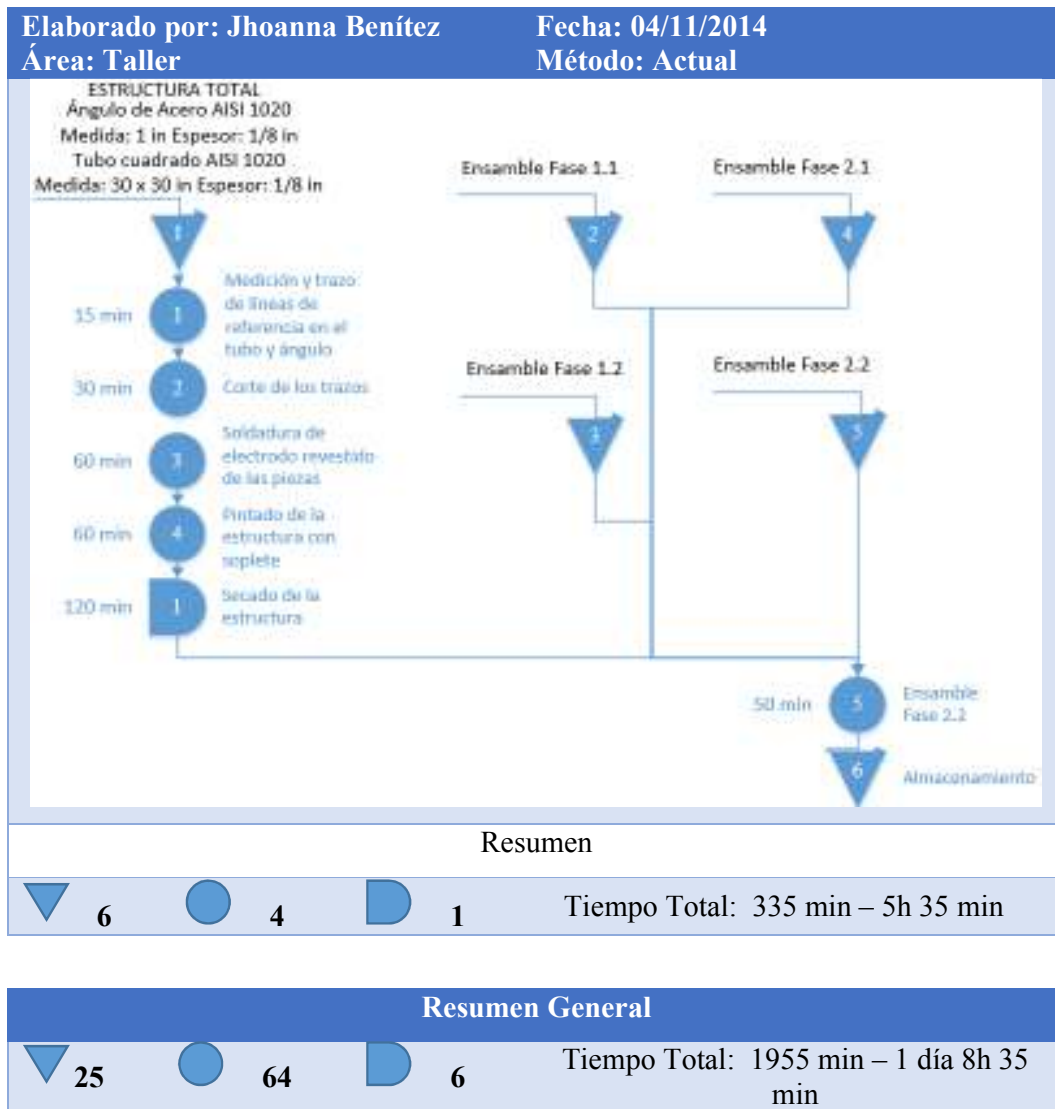 Elaborado por: Jhoanna Benítez Fecha: 04/11/2014
Área: Taller Método: Actual
ESTRUCTURA TOTAL
Ángulo de Acero AISI 1020
Medida: 1 in Espesor: 1/8 in
Tubo cuadrado AISI 1020
Medida: 30 x 30 in Espesor: 1/8 in
1
15 min
1
Medición y trazo
de líneas de
referencia en el
tubo y ángulo
30 min
2
Corte de los trazos
60 min
3
Soldadura de
electrodo revestido
de las piezas
60 min
4
Pintado de la
estructura con
soplete
120 min
1
Secado de la
estructura
Ensamble Fase 1.1
2
Ensamble Fase 2.1
4
Ensamble Fase 1.2
3
Ensamble Fase 2.2
5
50 min
5
Ensamble
Fase 2.2
6
Almacenamiento
Resumen
6 4 1 Tiempo Total: 335 min – 5h 35 min
Resumen General
25 64 6 Tiempo Total: 1955 min – 1 día 8h 35
min